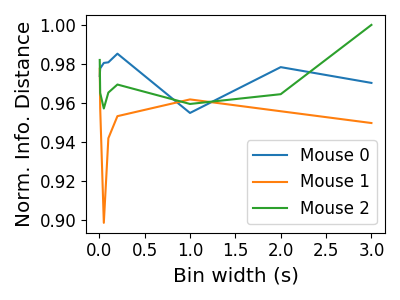 1.00
0.98
0.96
0.94
0.92
0.90
Norm. Info. Distance
Mouse 0
Mouse 1
Mouse 2
0.0 0.5 1.0 1.5 2.0 2.5 3.0
Bin width (s)